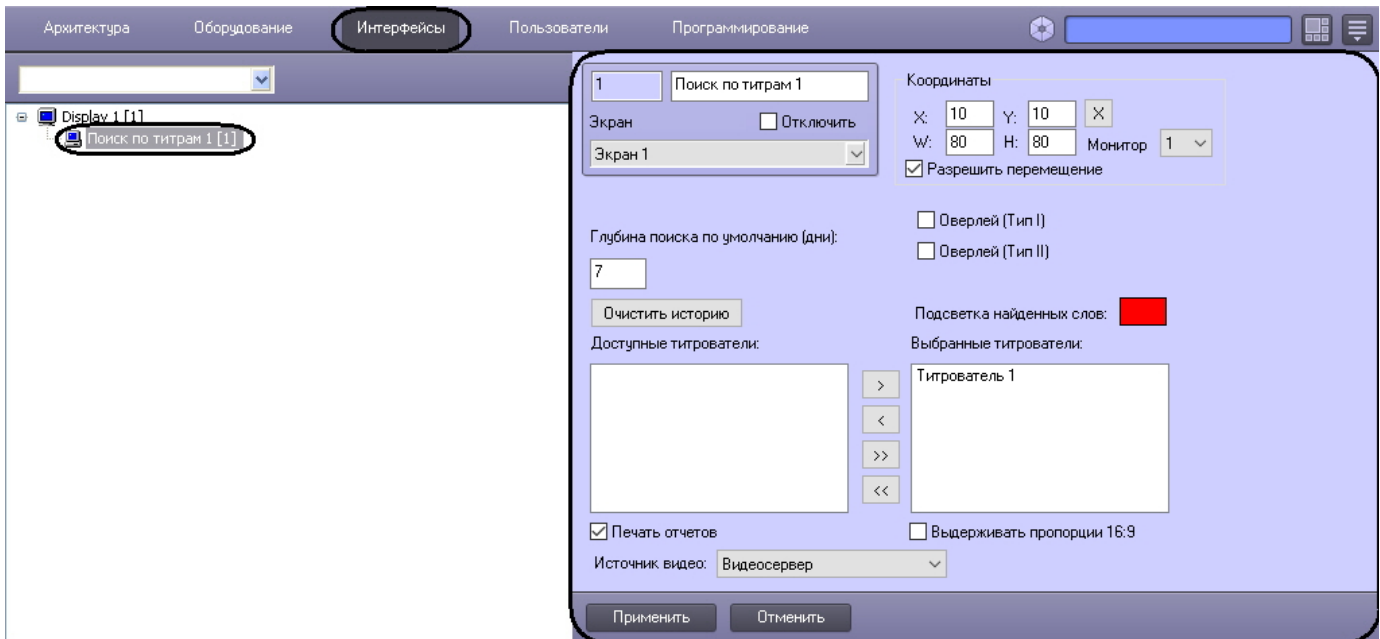 Архитектура Оборудование Интерфейсы Пользователи Программирование
Display 1 [1]
Поиск по титрам 1 [1]
1 Поиск по титрам 1
Экран Отключить
Экран 1
Координаты
X: 10 Y: 10 X
W: 80 H: 80 Монитор 1
Разрешить перемещение
Глубина поиска по умолчанию (дни):
7
Оверлей (Тип I)
Оверлей (Тип II)
Очистить историю
Подсветка найденных слов:
Доступные титрователи:
Выбранные титрователи:
Титрователь 1
>
<
>>
<<
Печать отчетов
Выдерживать пропорции 16:9
Источник видео: Видеосервер
Применить Отменить